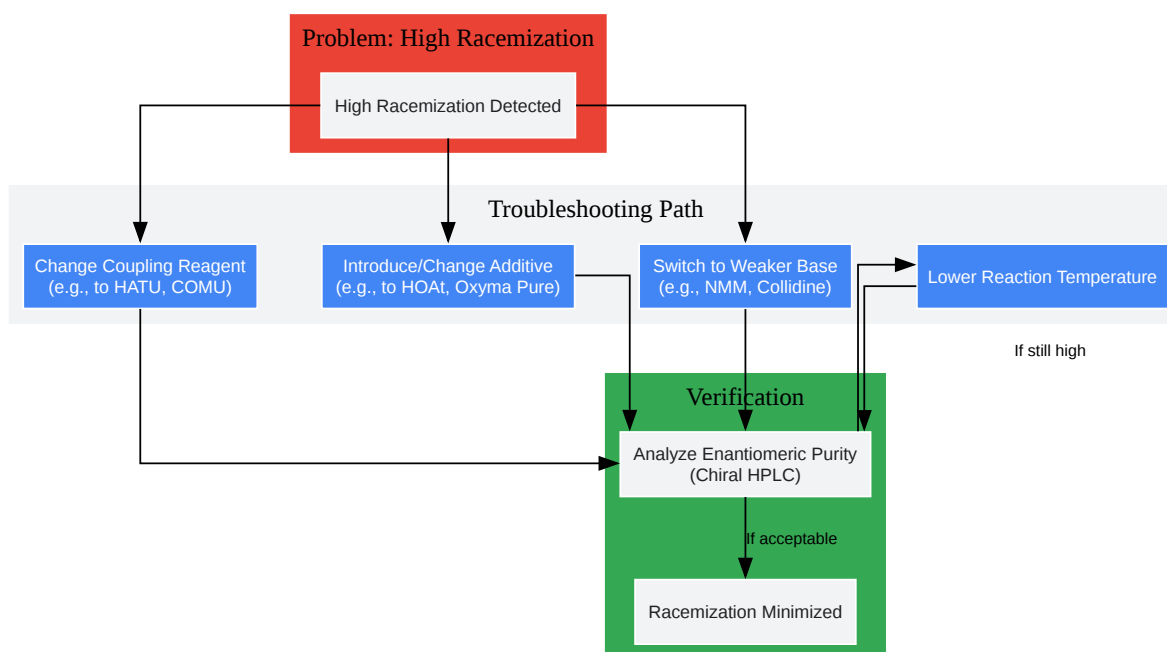 Problem: High Racemization
High Racemization Detected
Troubleshooting Path
Change Coupling Reagent
(e.g., to HATU, COMU)
Introduce/Change Additive
(e.g., to HOAt, Oxyma Pure)
Switch to Weaker Base
(e.g., NMM, Collidine)
Lower Reaction Temperature
If still high
Verification
Analyze Enantiomeric Purity
(Chiral HPLC)
If acceptable
Racemization Minimized